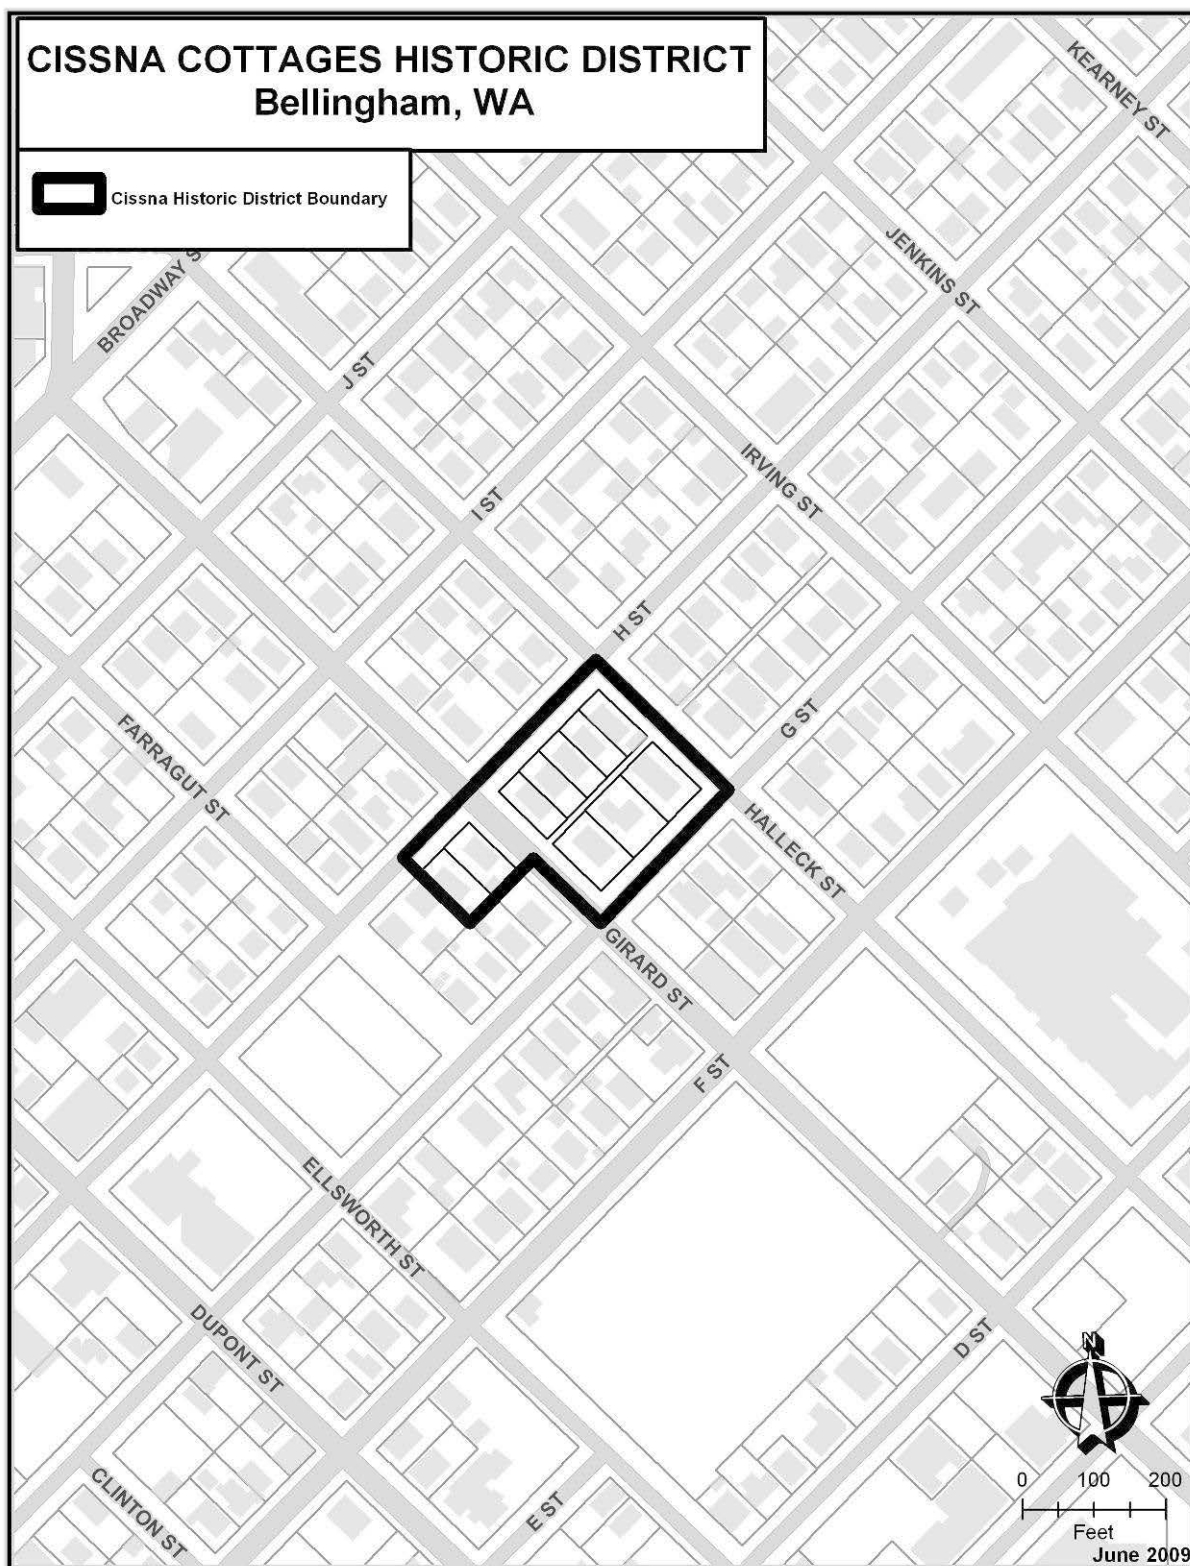 CISSNA COTTAGES HISTORIC DISTRICT
Bellingham, WA
Cissna Historic District Boundary
KEARNEY ST
JENKINS ST
BROADWAY S
J ST
IRVING ST
I ST
H ST
G ST
FARRAGUT ST
HALLECK ST
GIRARD ST
F ST
ELLSWORTH ST
DUPONT ST
D ST
N
CLINTON ST
E ST
0 100 200
Feet
June 2009